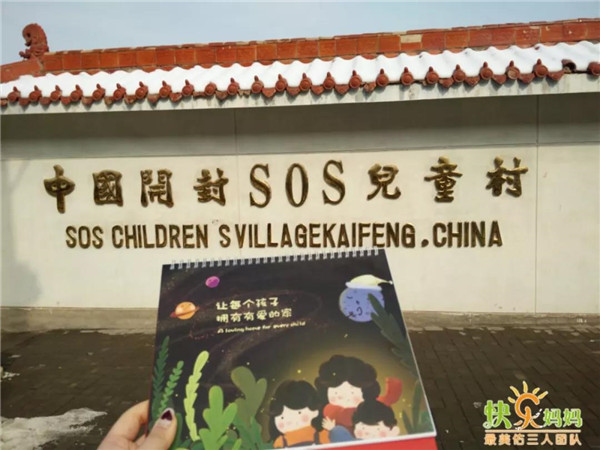 中國開封SOS兒童村
SOS CHILDREN SVILLAGEKAIFENG.CHINA
让每个孩子
拥有有爱的家
A loving home for every child
快乐妈妈
最美佑三人团队